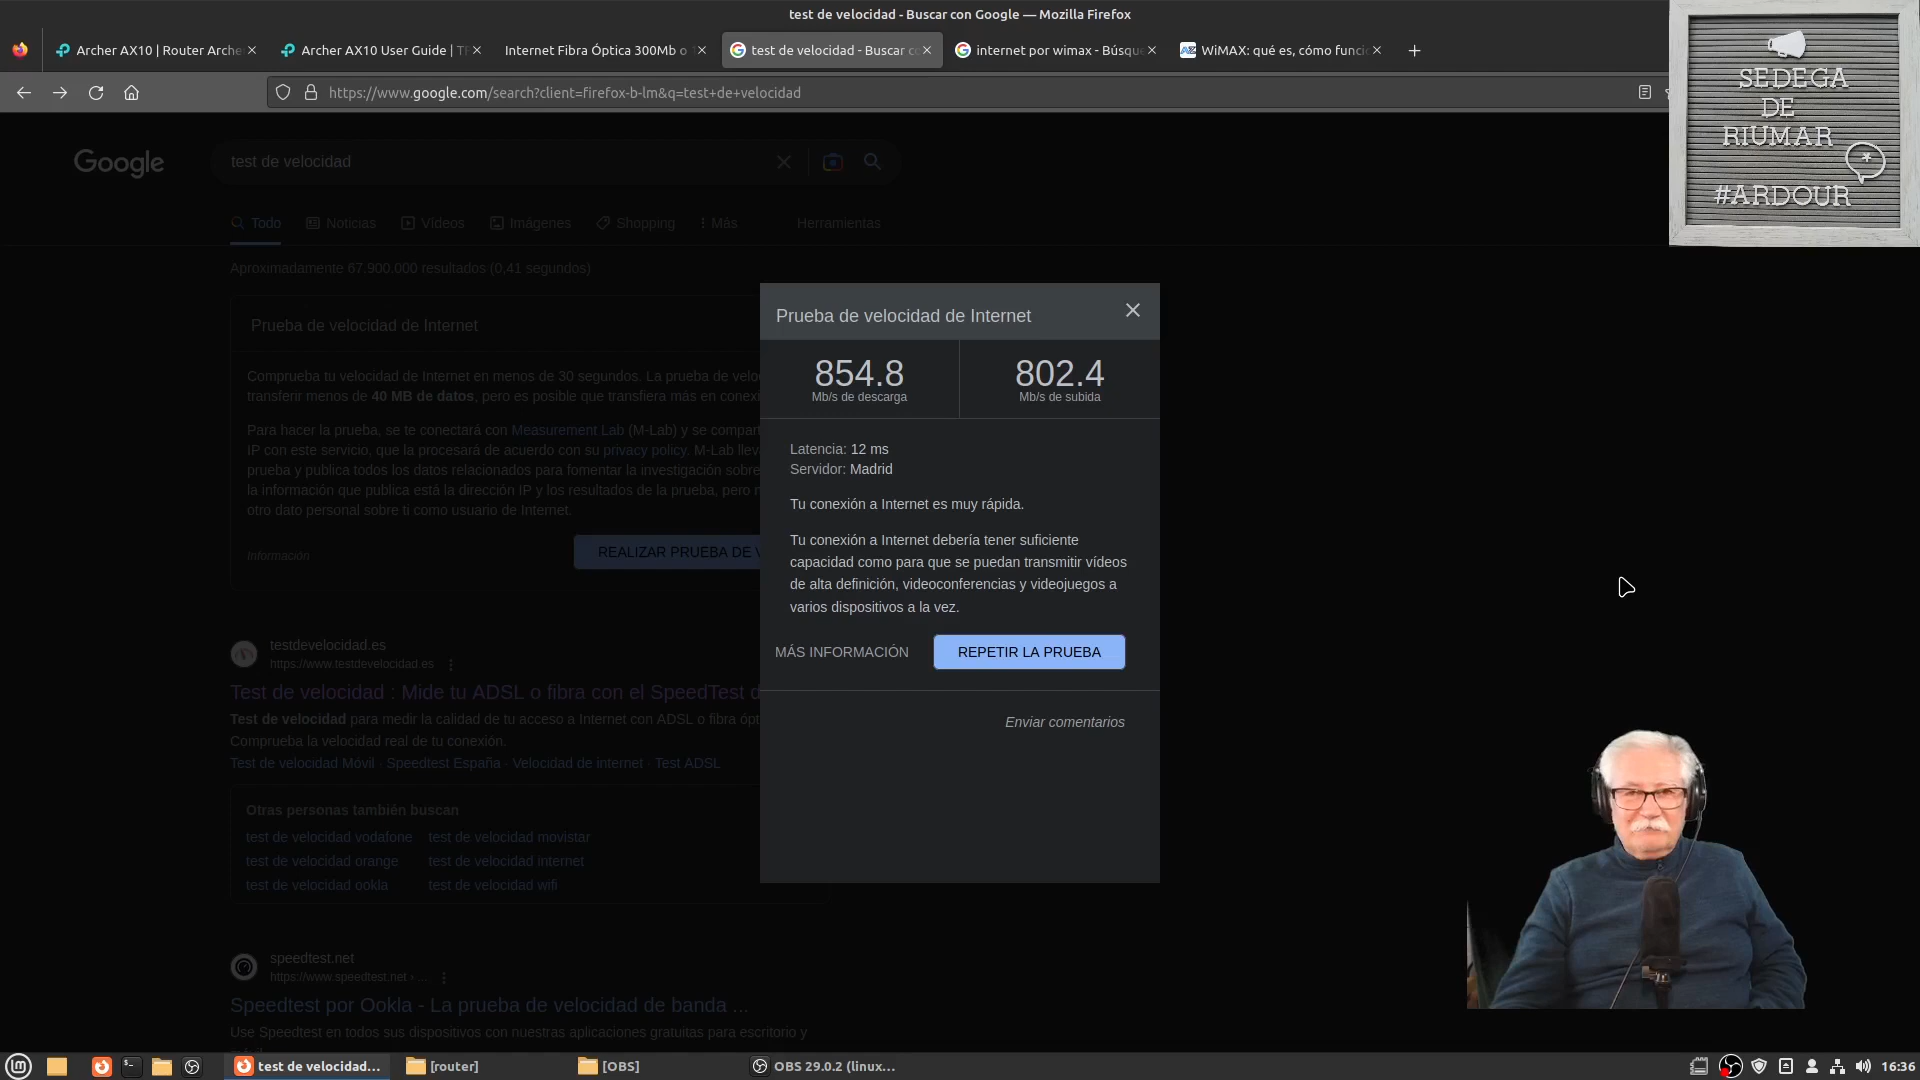 test de velocidad - Buscar con Google — Mozilla Firefox
Archer AX10 | Router Arche
Archer AX10 User Guide | TP
Internet Fibra Óptica 300Mb o
test de velocidad - Buscar co
internet por wimax - Búsque
WiMAX: qué es, cómo funcio
https://www.google.com/search?client=firefox-b-lm&q=test+de+velocidad
SEDEGA
DE
RIUMAR
#ARDOUR
Google
test de velocidad
Todo
Noticias
Vídeos
Imágenes
Shopping
Más
Herramientas
Aproximadamente 67.900.000 resultados (0,41 segundos)
Prueba de velocidad de Internet
Comprueba tu velocidad de Internet en menos de 30 segundos. La prueba de velo
transferir menos de 40 MB de datos, pero es posible que transfiera más en conexi
Para hacer la prueba, se te conectará con Measurement Lab (M-Lab) y se compart
IP con este servicio, que la procesará de acuerdo con su privacy policy. M-Lab llev
prueba y publica todos los datos relacionados para fomentar la investigación sobre
la información que publica está la dirección IP y los resultados de la prueba, pero n
otro dato personal sobre ti como usuario de Internet.
Información
REALIZAR PRUEBA DE V
Prueba de velocidad de Internet
854.8
Mb/s de descarga
802.4
Mb/s de subida
Latencia: 12 ms
Servidor: Madrid
Tu conexión a Internet es muy rápida.
Tu conexión a Internet debería tener suficiente
capacidad como para que se puedan transmitir vídeos
de alta definición, videoconferencias y videojuegos a
varios dispositivos a la vez.
MÁS INFORMACIÓN
REPETIR LA PRUEBA
Enviar comentarios
testdevelocidad.es
https://www.testdevelocidad.es
Test de velocidad : Mide tu ADSL o fibra con el SpeedTest d
Test de velocidad para medir la calidad de tu acceso a Internet con ADSL o fibra ópt
Comprueba la velocidad real de tu conexión.
Test de velocidad Móvil · Speedtest España · Velocidad de internet · Test ADSL
Otras personas también buscan
test de velocidad vodafone
test de velocidad movistar
test de velocidad orange
test de velocidad internet
test de velocidad ookla
test de velocidad wifi
speedtest.net
https://www.speedtest.net › ...
Speedtest por Ookla - La prueba de velocidad de banda ...
Use Speedtest en todos sus dispositivos con nuestras aplicaciones gratuitas para escritorio y
test de velocidad...
[router]
[OBS]
OBS 29.0.2 (linux...
16:36